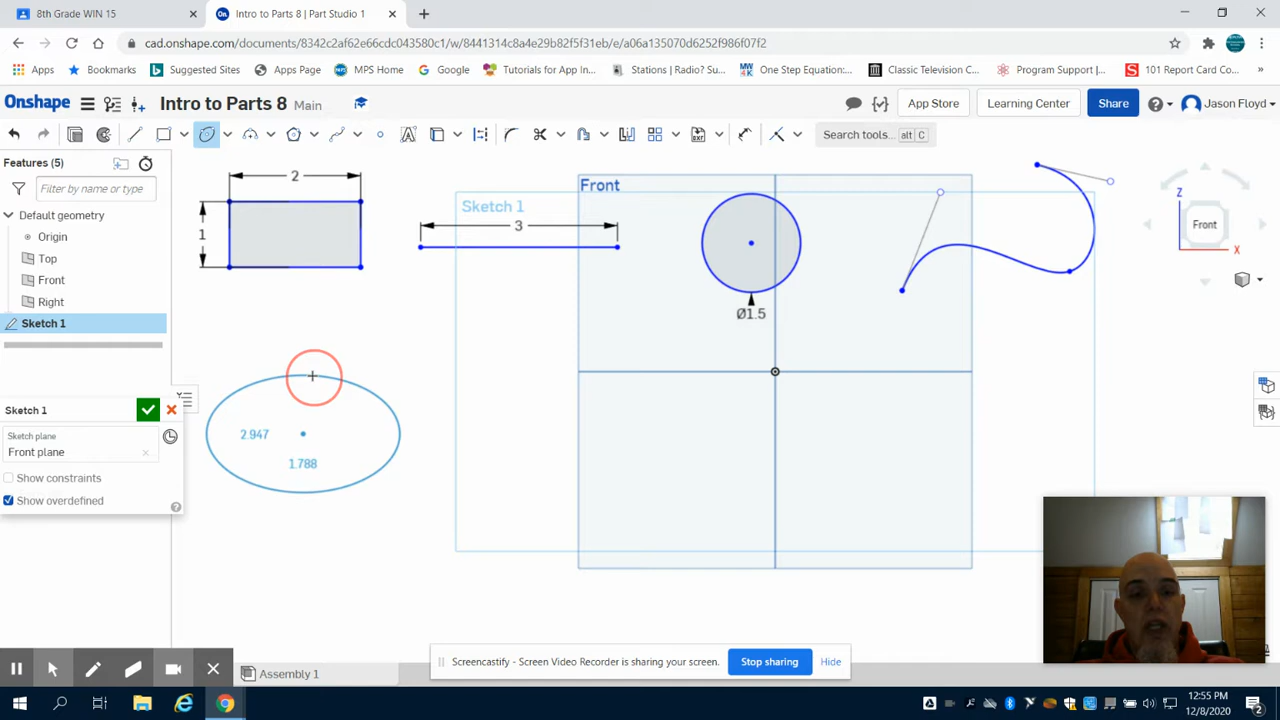 8th Grade WIN 15
Intro to Parts 8 | Part Studio 1
cad.onshape.com/documents/8342c2af62e66cdc043580c1/w/8441314c8a4e29b82f5f31eb/e/a06a135070d6252f986f07f2
Apps
Bookmarks
Suggested Sites
Apps Page
MPS Home
Google
Tutorials for App In...
Stations | Radio? Su...
One Step Equation:...
Classic Television C...
Program Support |...
101 Report Card Co...
Onshape
Intro to Parts 8
Main
App Store
Learning Center
Share
Jason Floyd
Search tools...
alt
C
Features (5)
Filter by name or type
Default geometry
Origin
Top
Front
Right
Sketch 1
Sketch 1
Sketch plane
Front plane
Show constraints
Show overdefined
2
1
Sketch 1
3
Front
Ø1.5
2.947
1.788
Z
Front
X
Assembly 1
Screencastify - Screen Video Recorder is sharing your screen.
Stop sharing
Hide
12:55 PM
12/8/2020
2